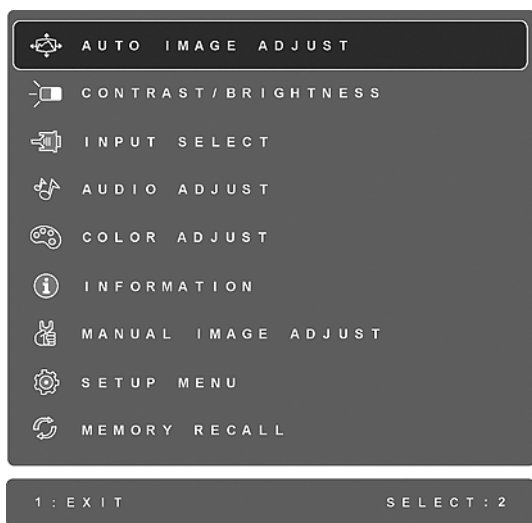 AUTO IMAGE ADJUST
CONTRAST/BRIGHTNESS
INPUT SELECT
AUDIO ADJUST
COLOR ADJUST
INFORMATION
MANUAL IMAGE ADJUST
SETUP MENU
MEMORY RECALL
1:EXIT SELECT:2